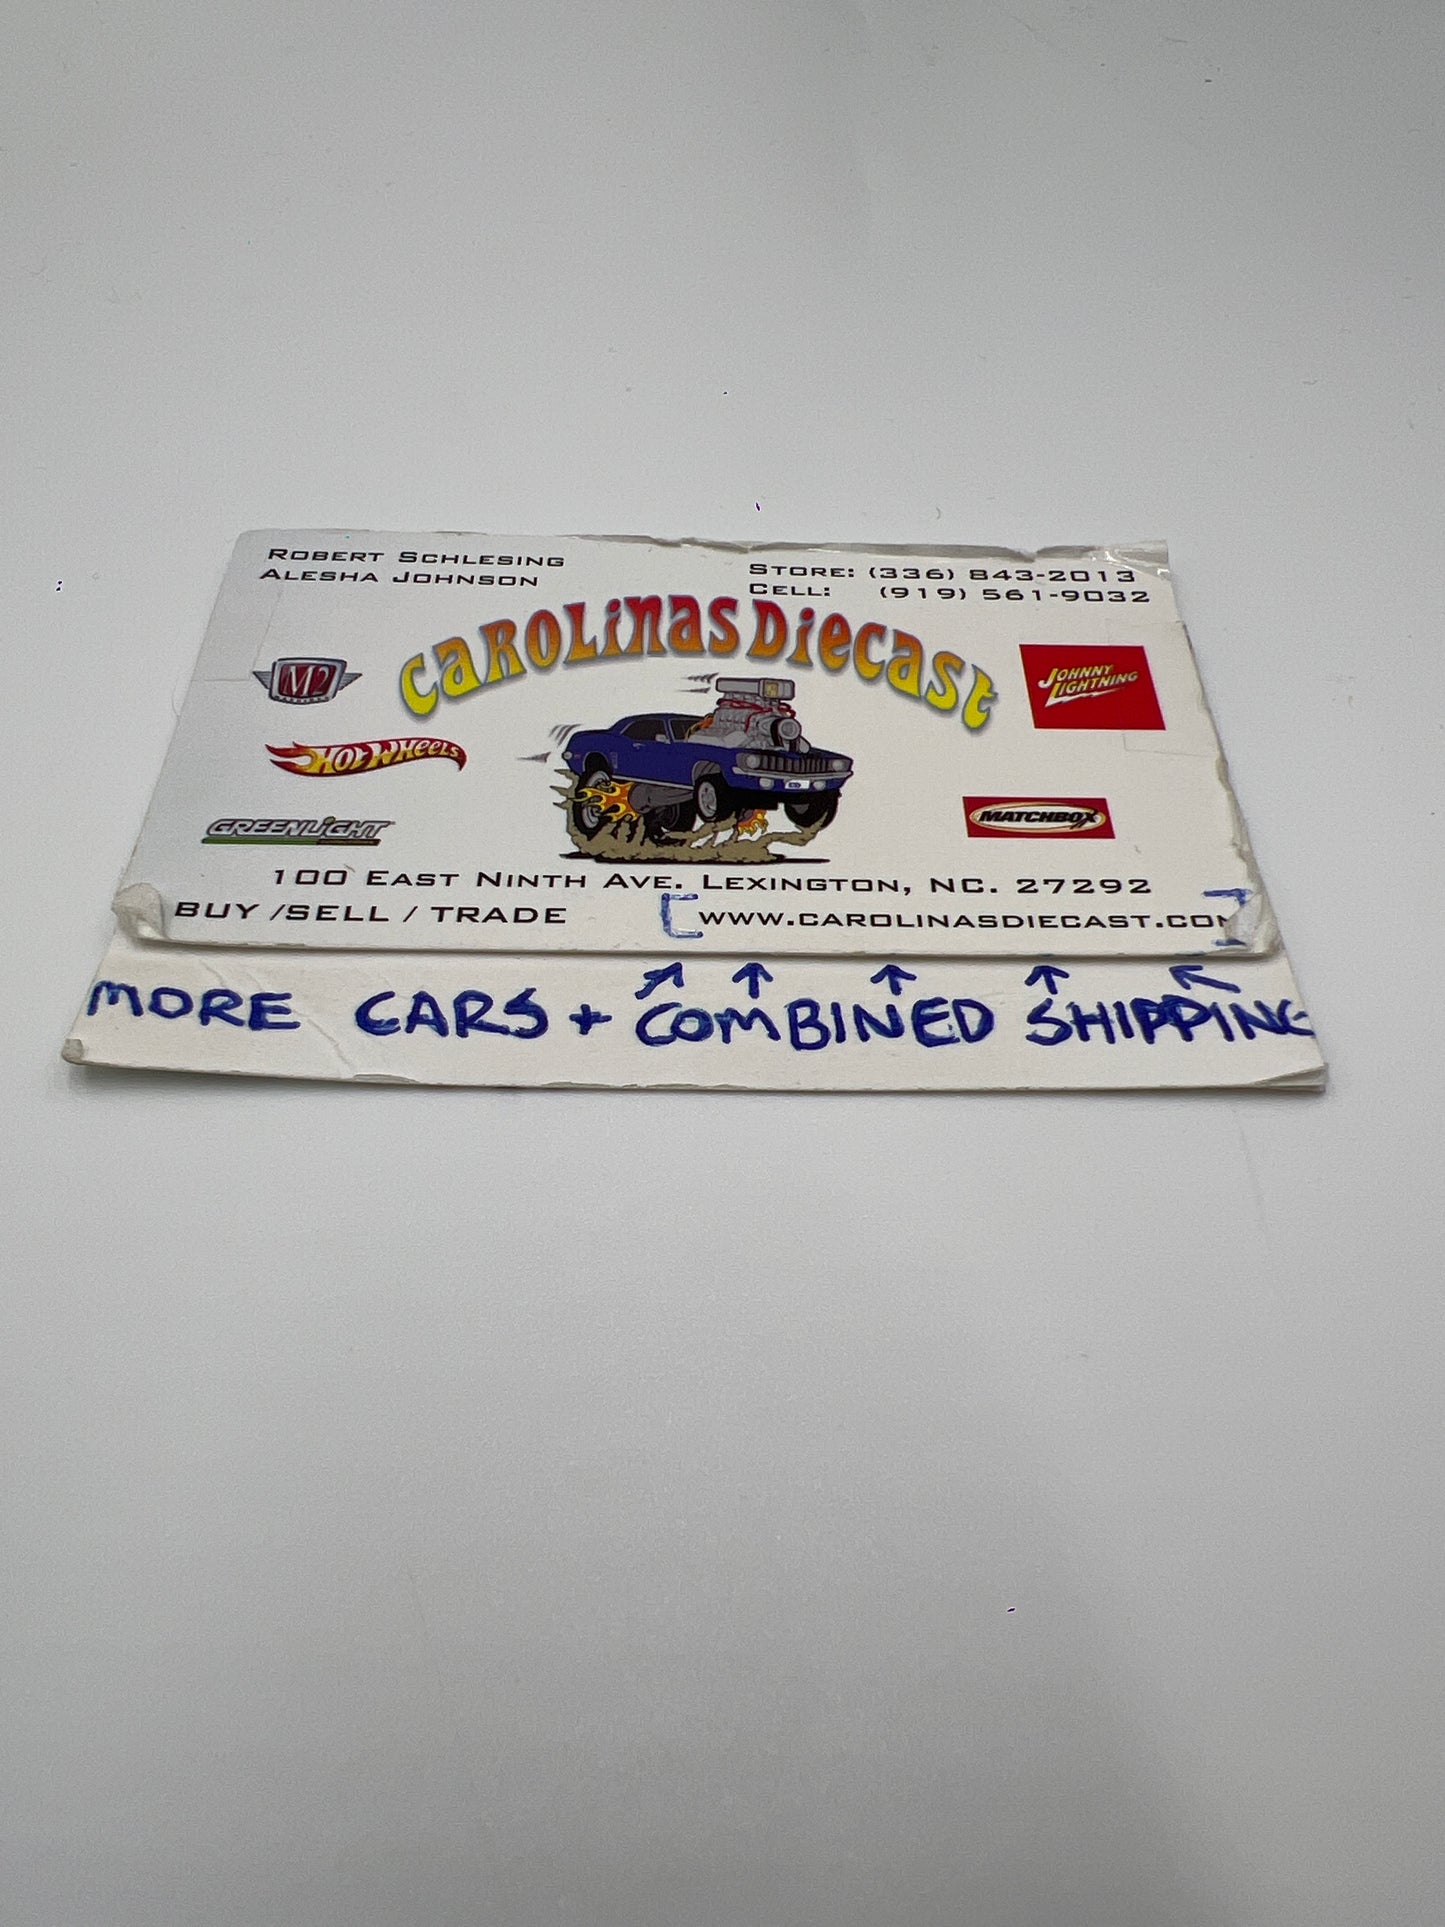 ROBERT SCHLESING
ALESHA JOHNSON
STORE: (336) 843-2013
CELL: (919) 561-9032
CAROLINAS DIECAST
M2
JOHNNY LIGHTNING
HOT WHEELS
GREENLIGHT
MATCHBOX
100 EAST NINTH AVE. LEXINGTON, NC. 27292
BUY /SELL / TRADE
[WWW.CAROLINASDIECAST.COM]
MORE CARS + COMBINED SHIPPING